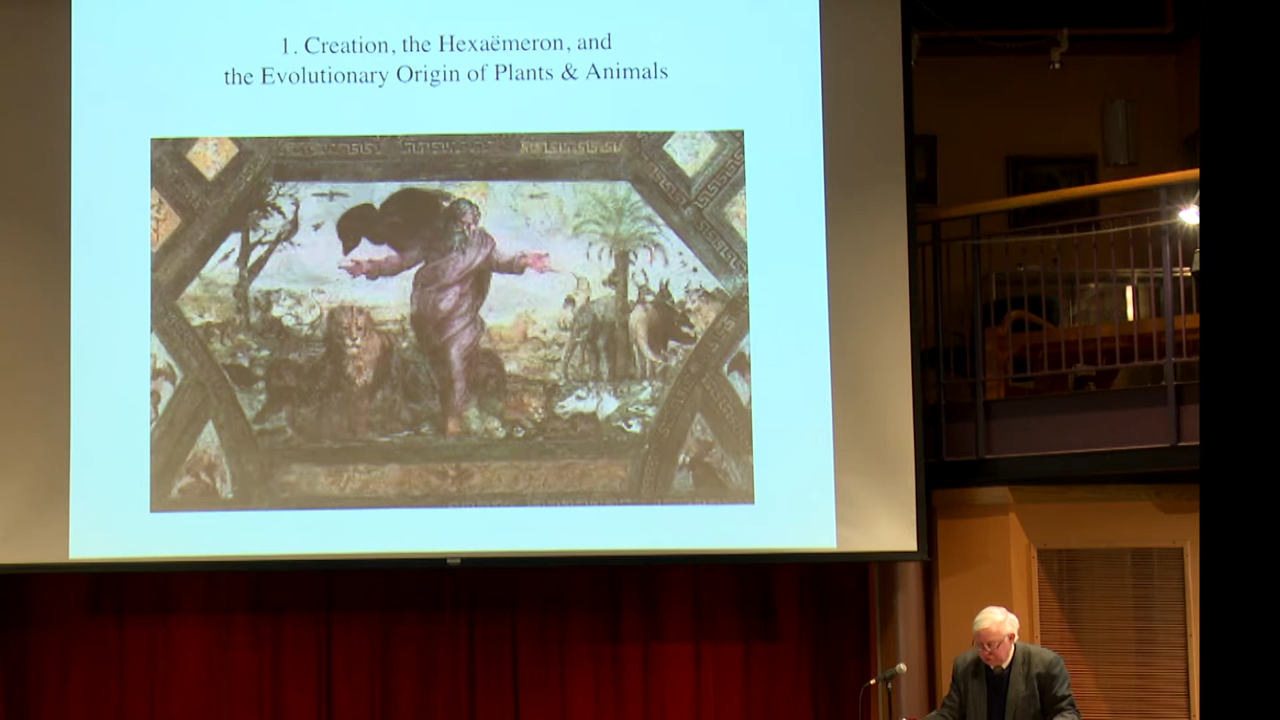 1. Creation, the Hexaëmeron, and
the Evolutionary Origin of Plants & Animals